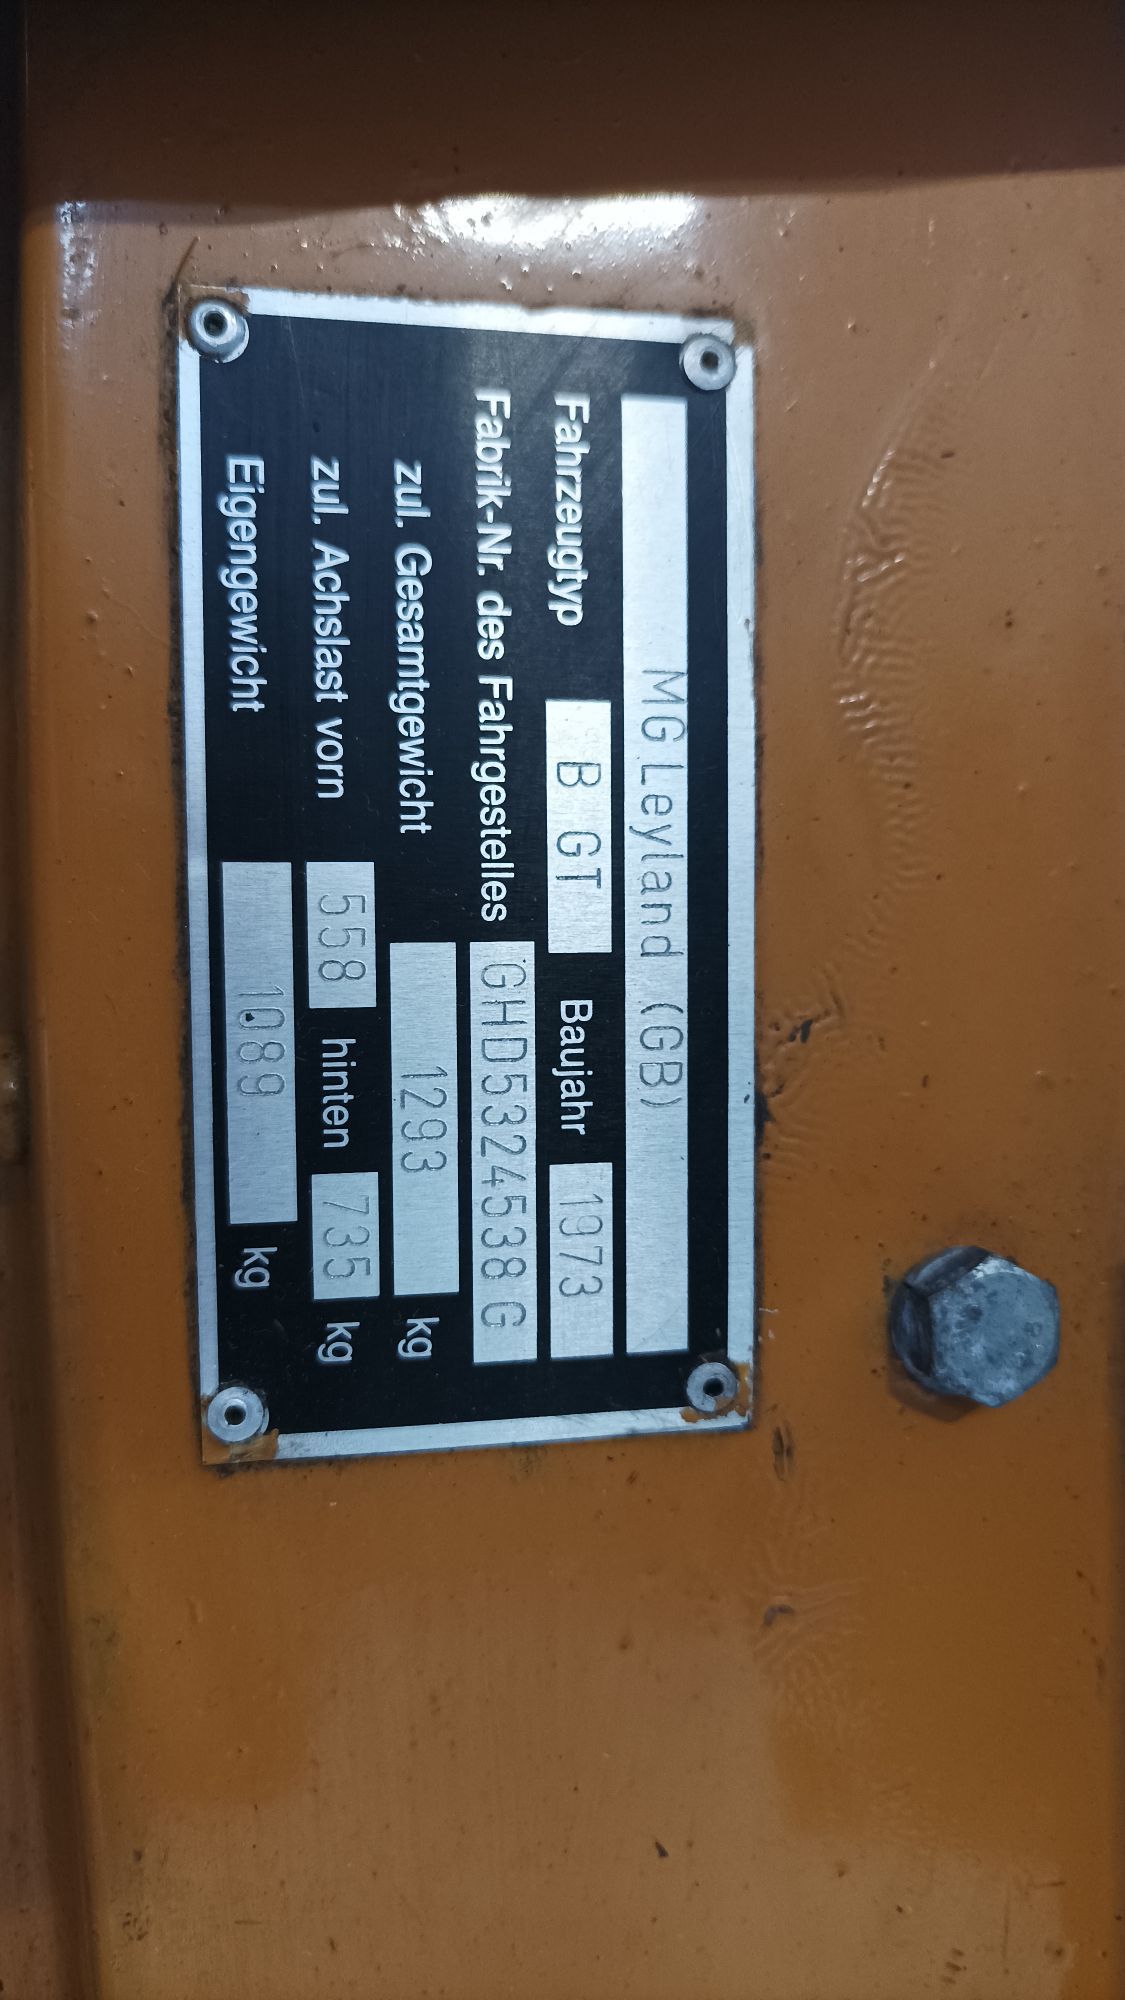 MG Leyland (GB)
Fahrzeugtyp B GT Baujahr 1973
Fabrik-Nr. des Fahrgestelles GHD5324538G
zul. Gesamtgewicht 1293 kg
zul. Achslast vorn 558 hinten 735 kg
Eigengewicht 1089 kg